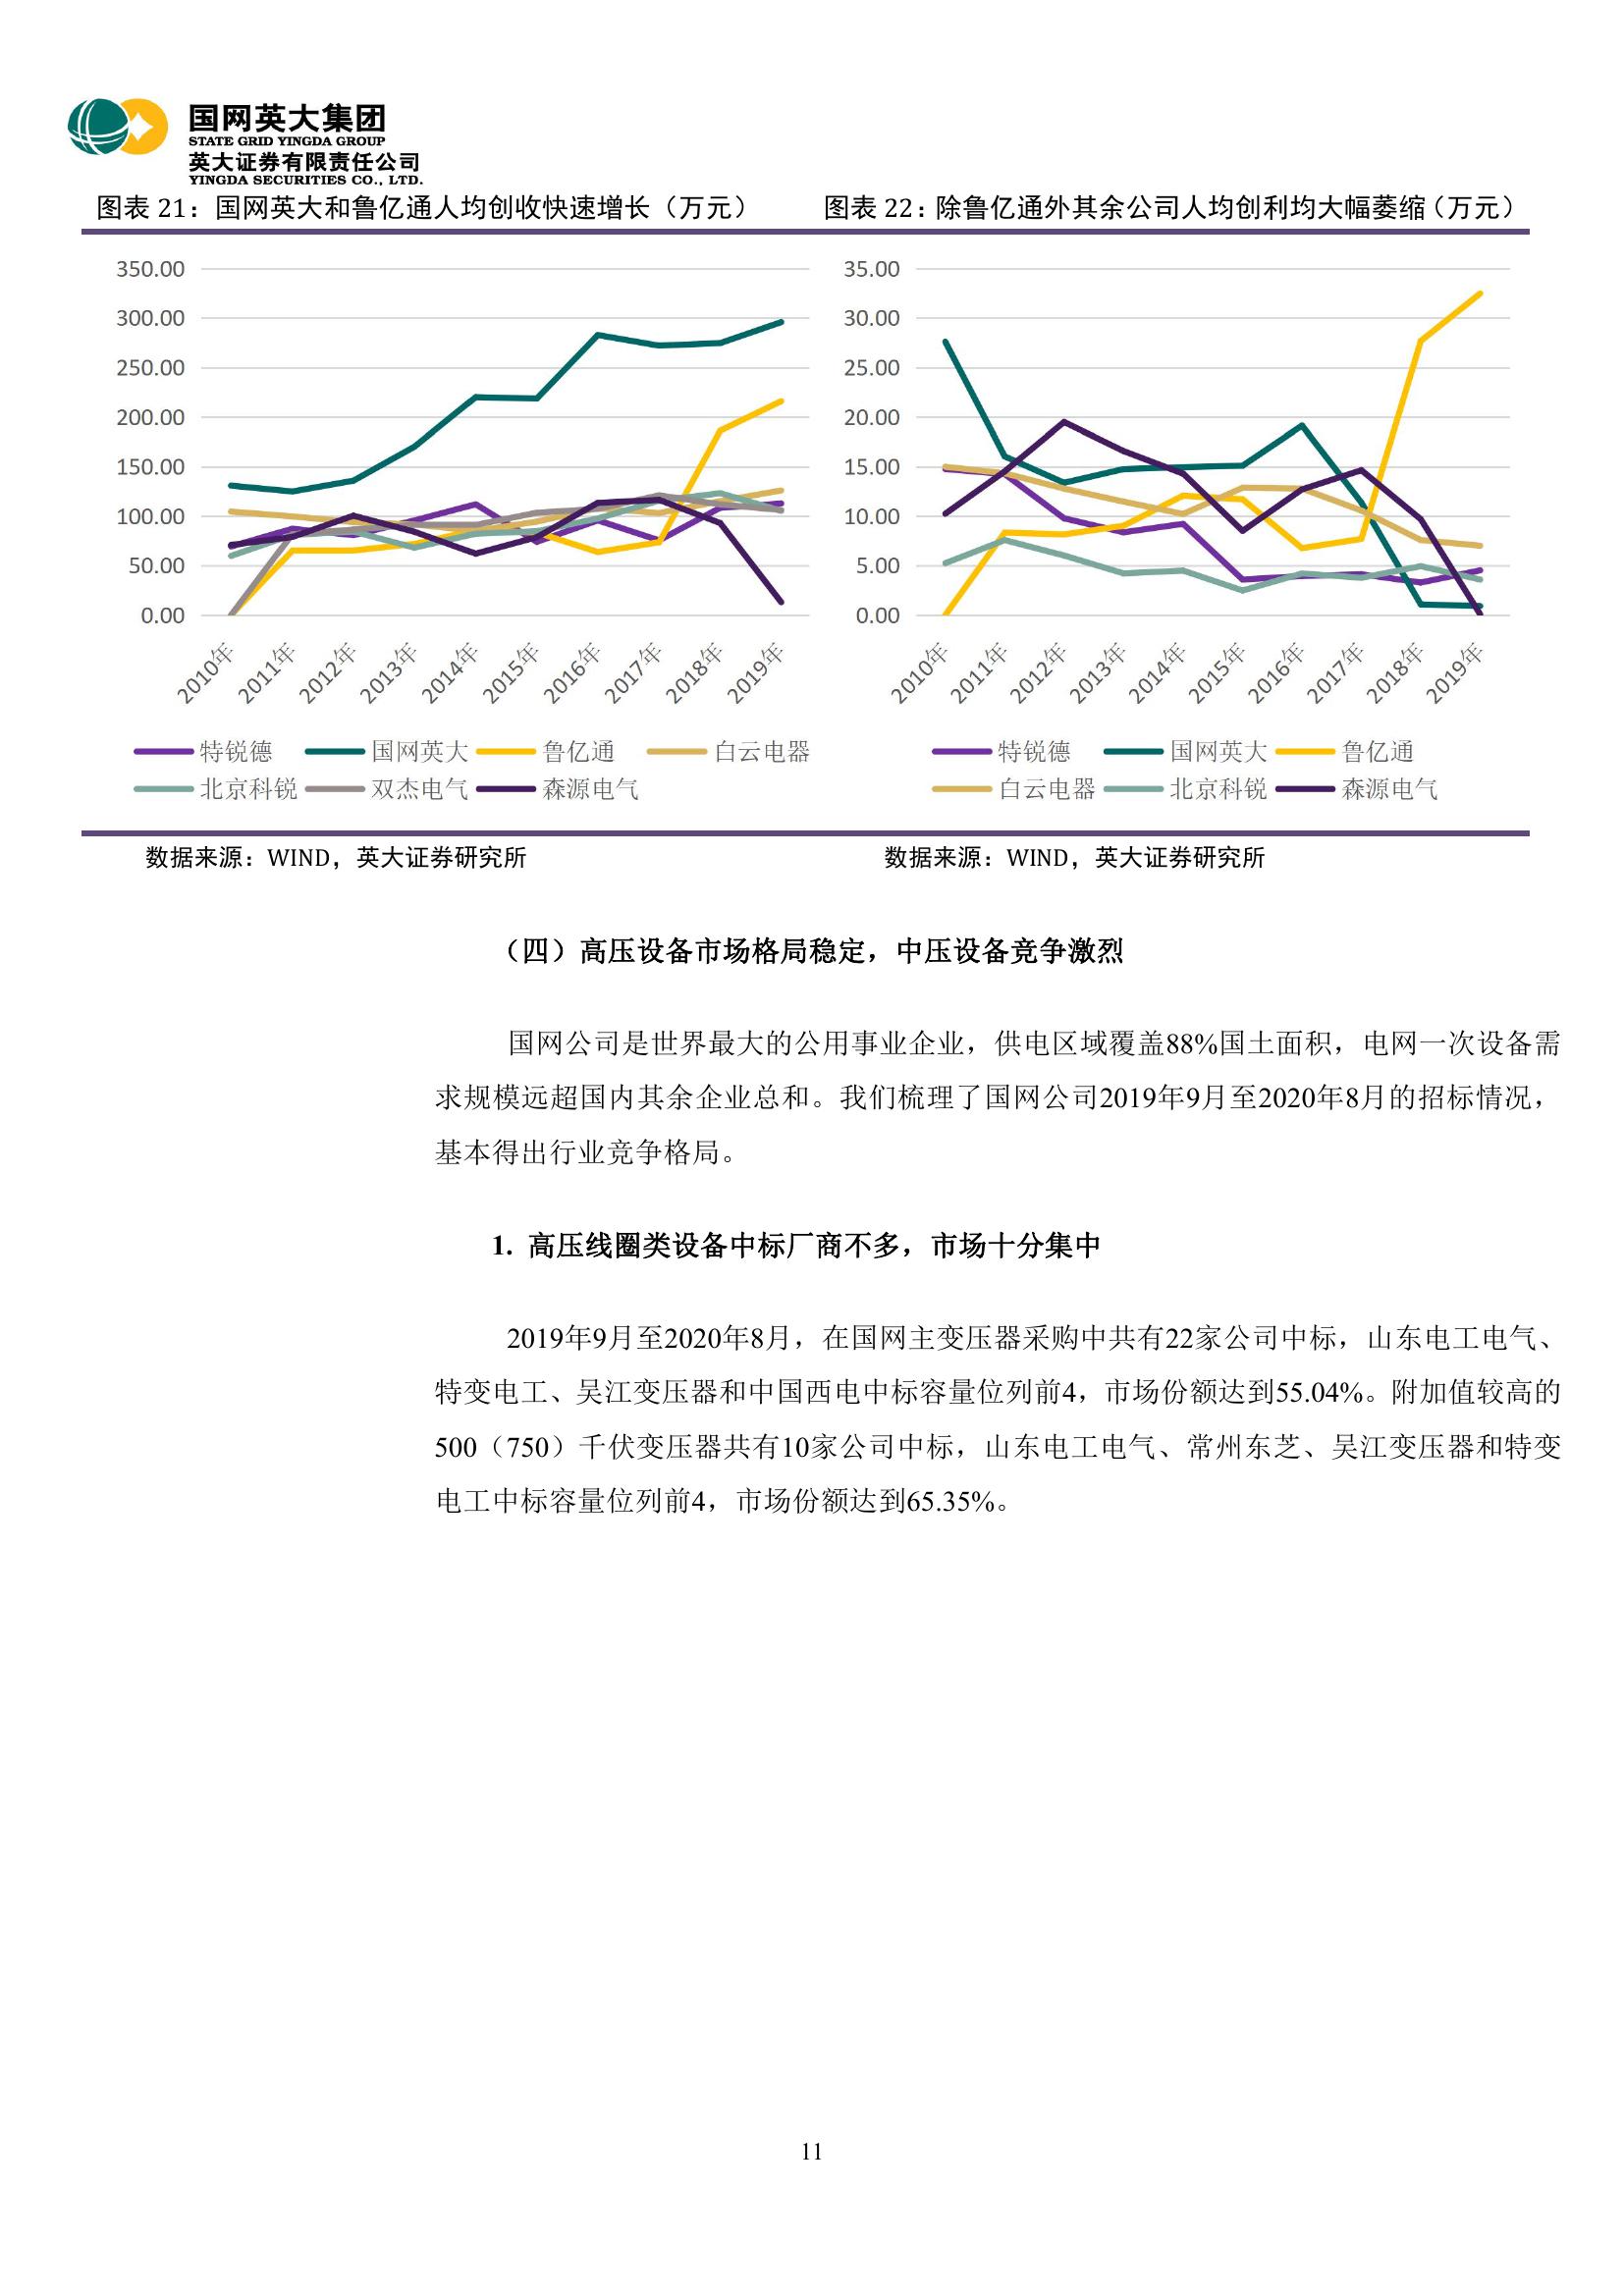 国网英大集团
STATE GRID YINGDA GROUP
英大证券有限责任公司
YINGDA SECURITIES CO., LTD.
图表 21：国网英大和鲁亿通人均创收快速增长（万元）
350.00
300.00
250.00
200.00
150.00
100.00
50.00
0.00
2010年 2011年 2012年 2013年 2014年 2015年 2016年 2017年 2018年 2019年
特锐德 国网英大 鲁亿通 白云电器
北京科锐 双杰电气 森源电气
数据来源：WIND，英大证券研究所
图表 22：除鲁亿通外其余公司人均创利均大幅萎缩（万元）
35.00
30.00
25.00
20.00
15.00
10.00
5.00
0.00
2010年 2011年 2012年 2013年 2014年 2015年 2016年 2017年 2018年 2019年
特锐德 国网英大 鲁亿通
白云电器 北京科锐 森源电气
数据来源：WIND，英大证券研究所
（四）高压设备市场格局稳定，中压设备竞争激烈
国网公司是世界最大的公用事业企业，供电区域覆盖88%国土面积，电网一次设备需
求规模远超国内其余企业总和。我们梳理了国网公司2019年9月至2020年8月的招标情况，
基本得出行业竞争格局。
1. 高压线圈类设备中标厂商不多，市场十分集中
2019年9月至2020年8月，在国网主变压器采购中共有22家公司中标，山东电工电气、
特变电工、吴江变压器和中国西电中标容量位列前4，市场份额达到55.04%。附加值较高的
500（750）千伏变压器共有10家公司中标，山东电工电气、常州东芝、吴江变压器和特变
电工中标容量位列前4，市场份额达到65.35%。
11